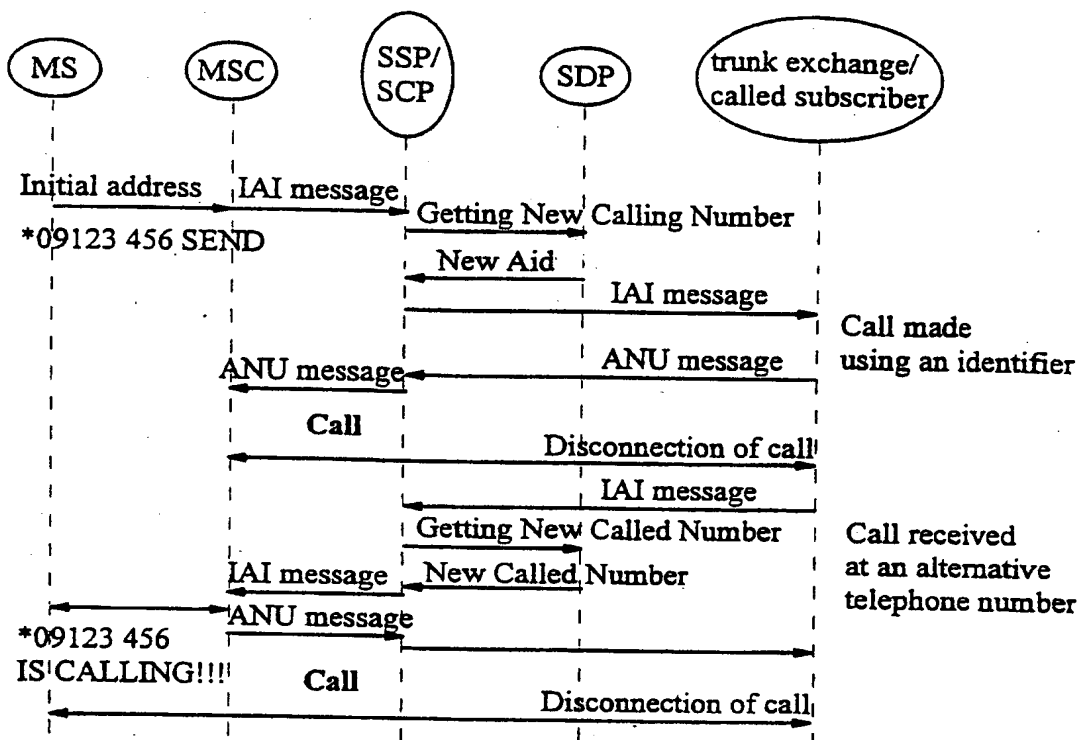 MS
MSC
SSP/
SCP
SDP
trunk exchange/
called subscriber
Initial address
IAI message
*09123 456 SEND
Getting New Calling Number
New Aid
IAI message
Call made
using an identifier
ANU message
ANU message
Call
Disconnection of call
IAI message
Getting New Called Number
Call received
at an alternative
telephone number
IAI message
New Called Number
ANU message
*09123 456
IS CALLING!!!
Call
Disconnection of call